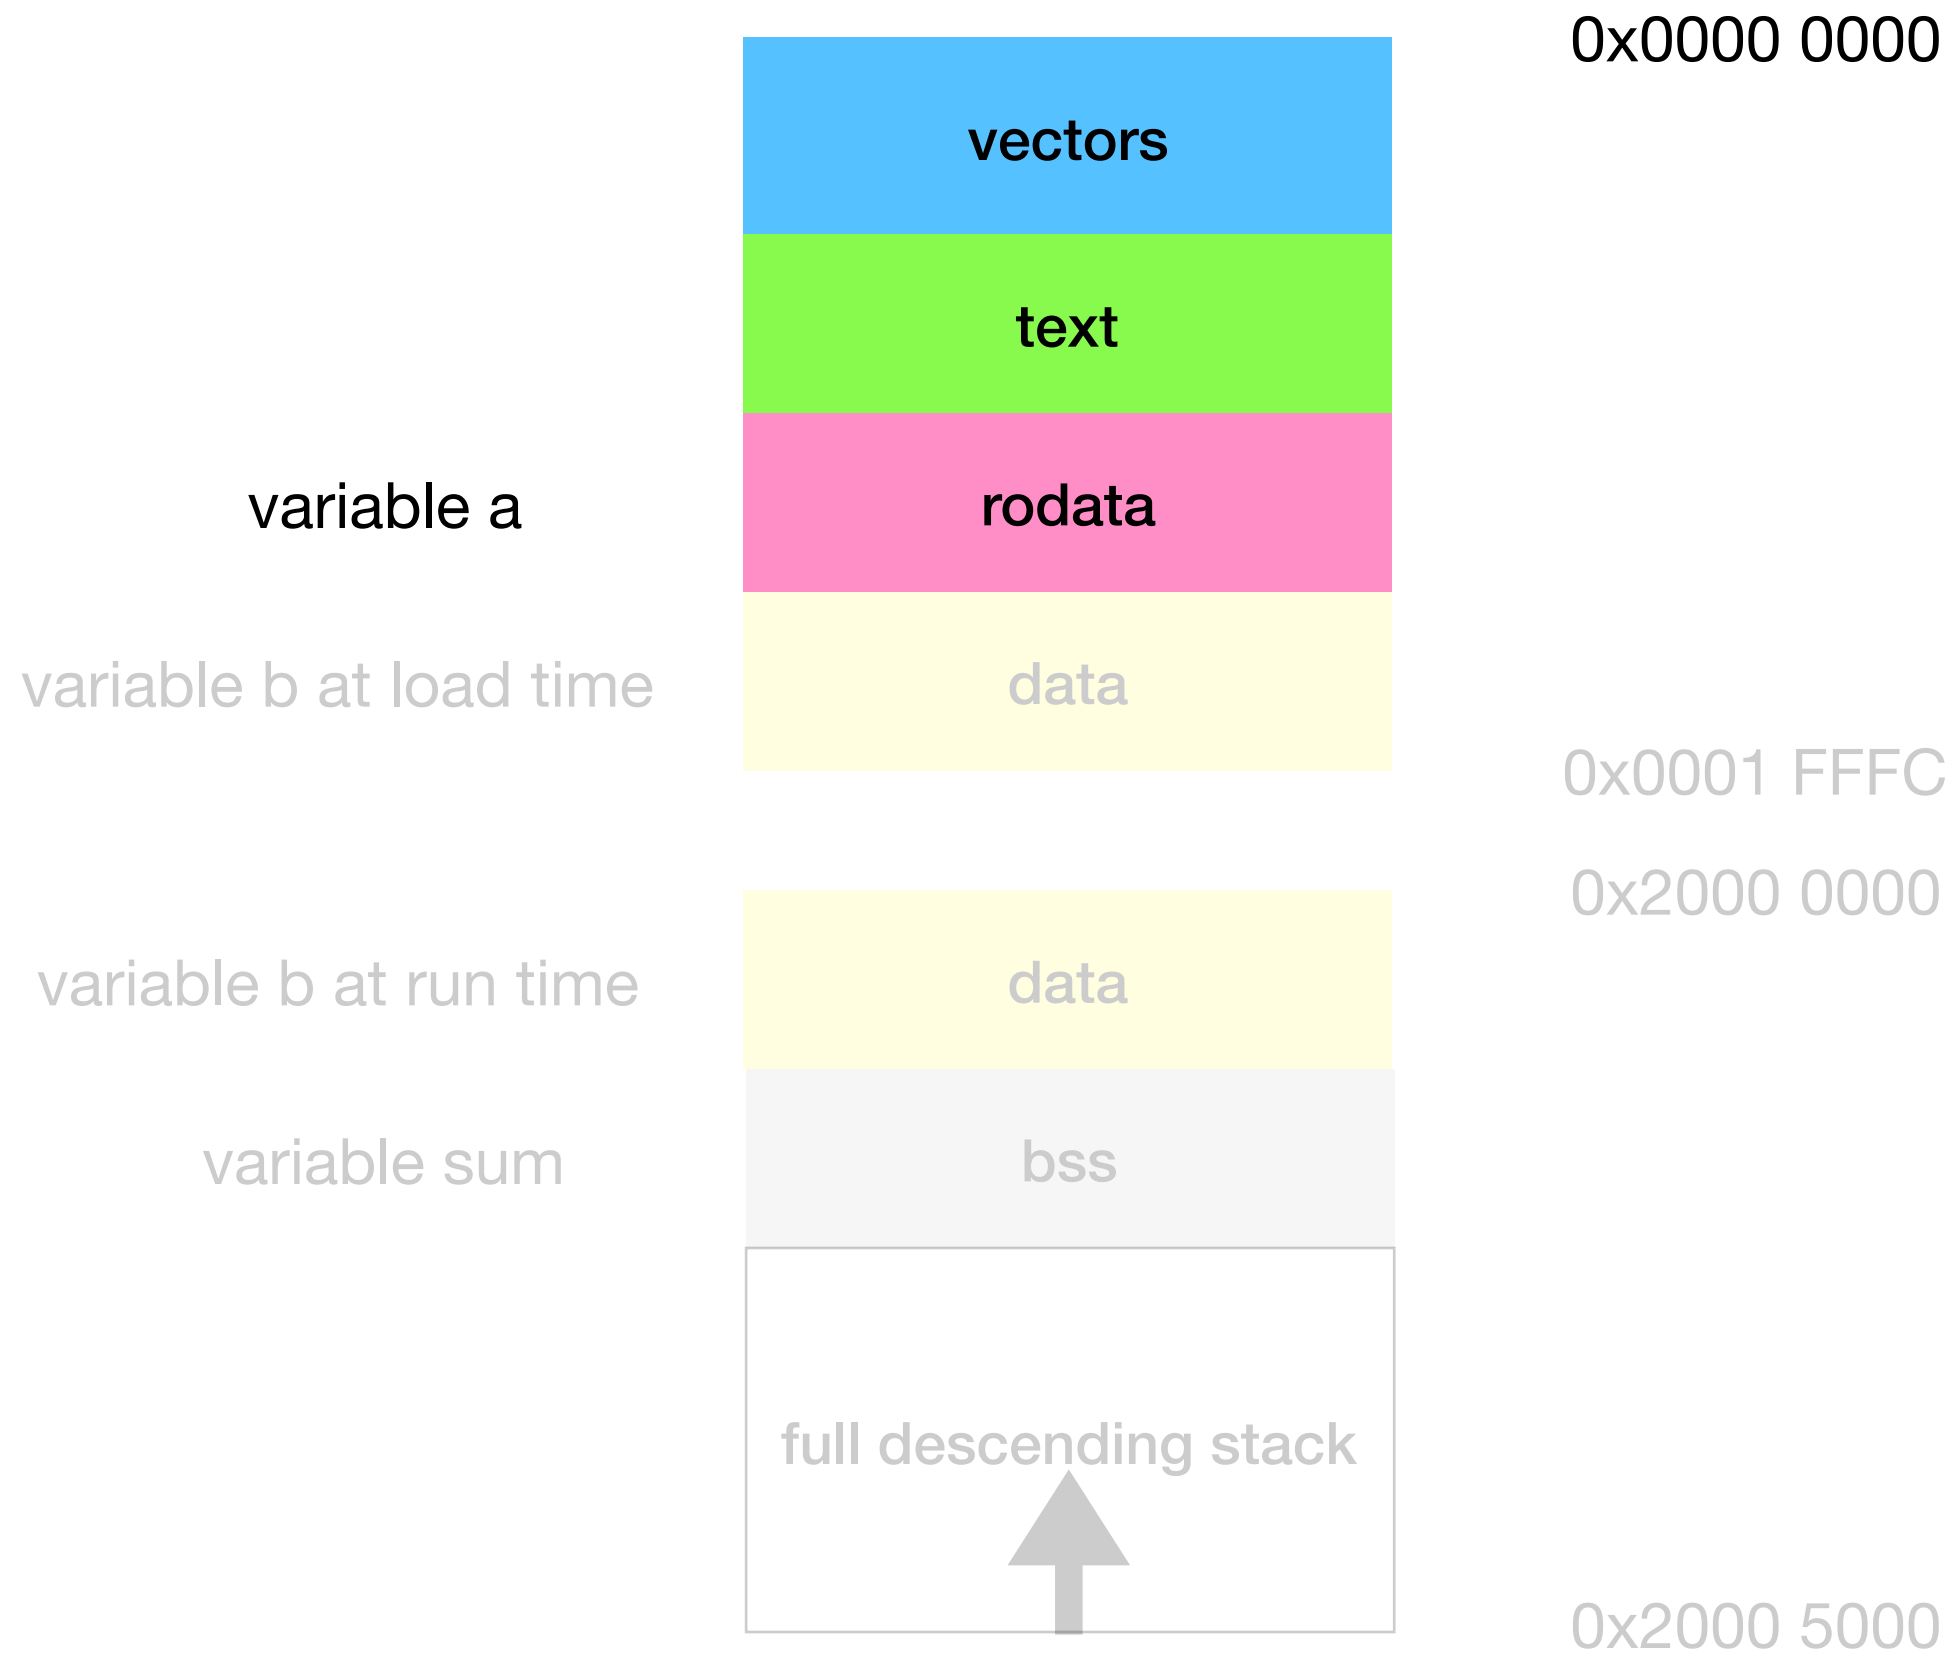 0x0000 0000
vectors
text
variable a
rodata
variable b at load time
data
0x0001 FFFC
0x2000 0000
variable b at run time
data
variable sum
bss
full descending stack
0x2000 5000